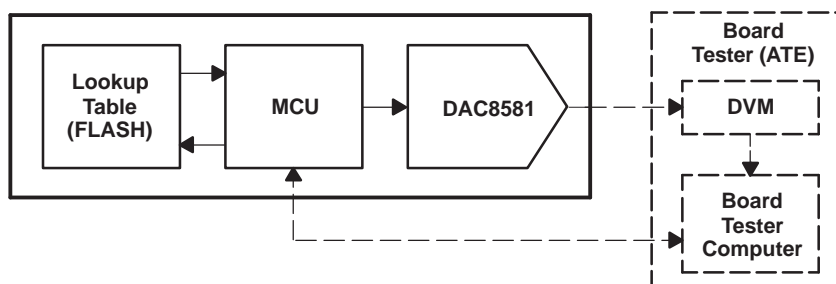 Lookup
Table
(FLASH)
MCU
DAC8581
Board
Tester (ATE)
DVM
Board
Tester
Computer